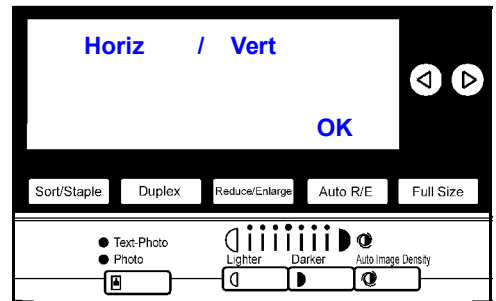 Horiz / Vert
OK
Sort/Staple Duplex Reduce/Enlarge Auto R/E Full Size
Text-Photo
Photo
Lighter Darker Auto Image Density